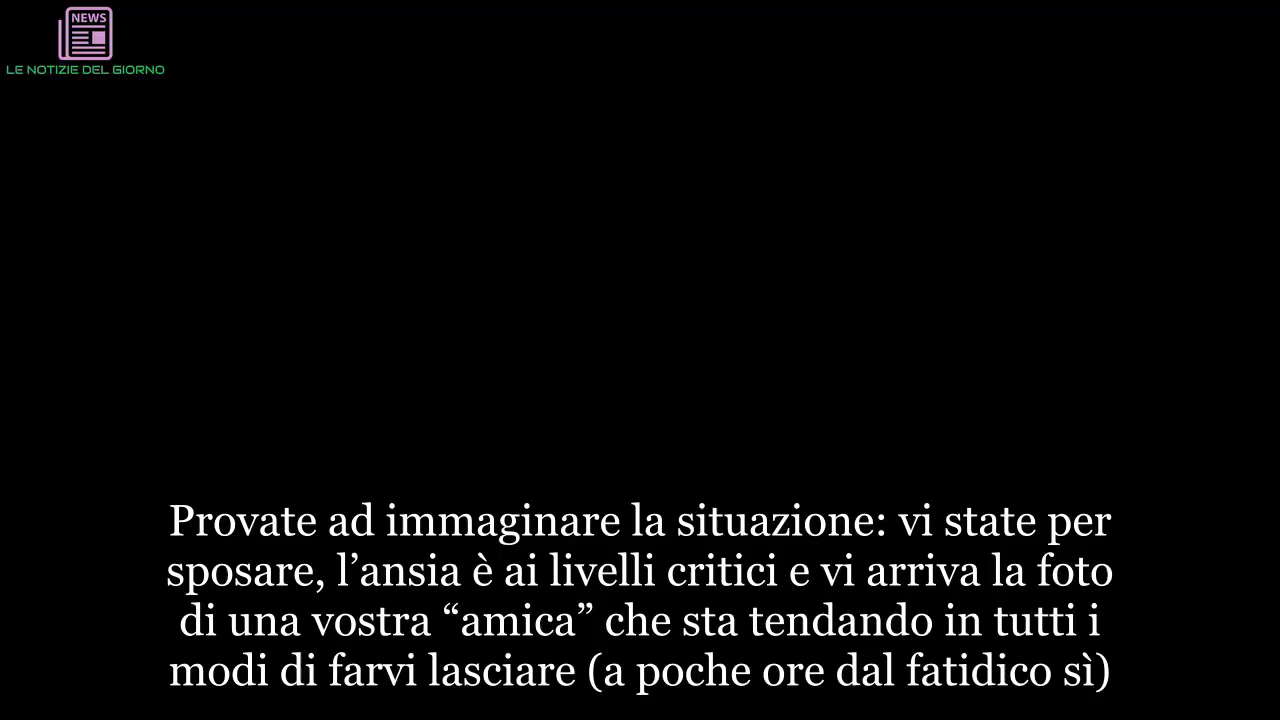 NEWS
LE NOTIZIE DEL GIORNO
Provate ad immaginare la situazione: vi state per
sposare, l’ansia è ai livelli critici e vi arriva la foto
di una vostra “amica” che sta tendando in tutti i
modi di farvi lasciare (a poche ore dal fatidico sì)